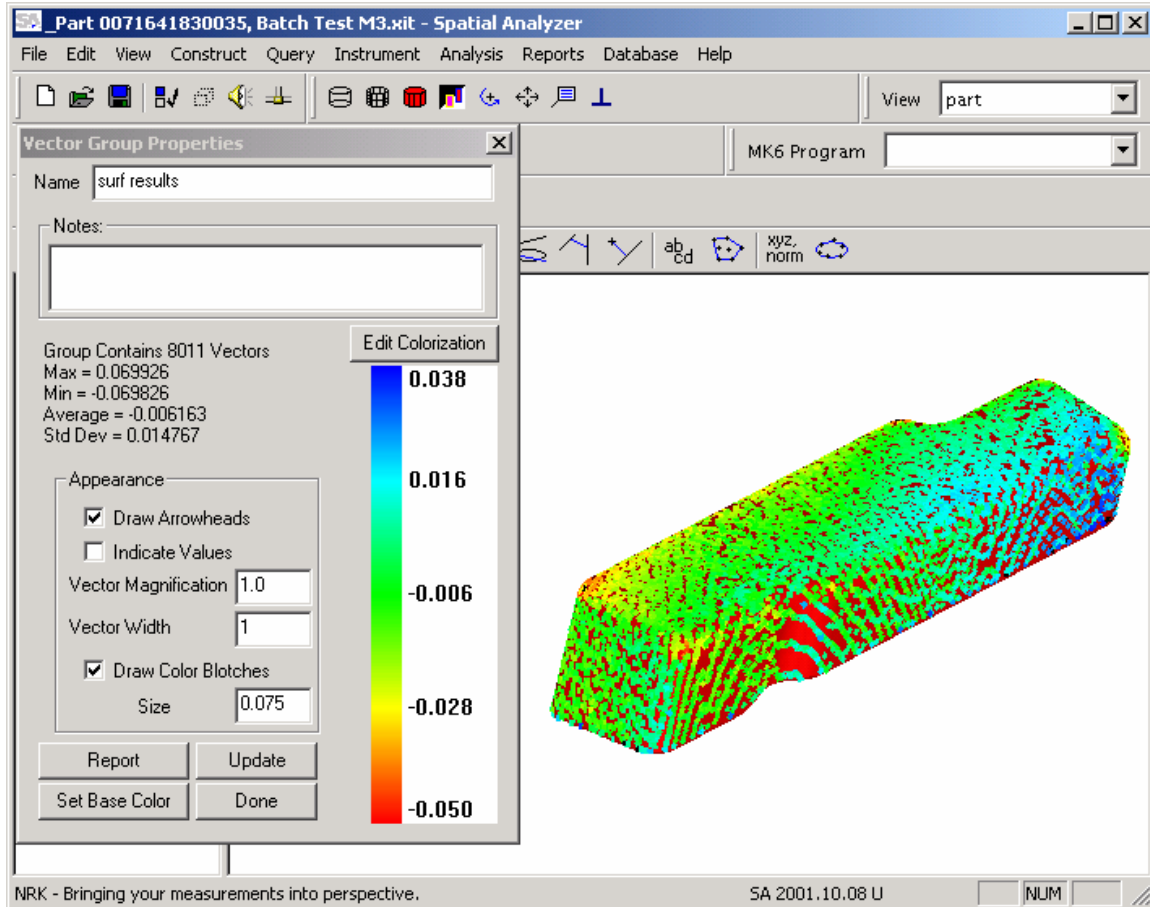 SA _Part 0071641830035, Batch Test M3.xit - Spatial Analyzer
File Edit View Construct Query Instrument Analysis Reports Database Help
View part
Vector Group Properties
MK6 Program
Name surf results
Notes:
ab cd
xyz, norm
Edit Colorization
Group Contains 8011 Vectors
Max = 0.069926
Min = -0.069826
Average = -0.006163
Std Dev = 0.014767
0.038
0.016
-0.006
-0.028
-0.050
Appearance
Draw Arrowheads
Indicate Values
Vector Magnification 1.0
Vector Width 1
Draw Color Blotches
Size 0.075
Report Update
Set Base Color Done
NRK - Bringing your measurements into perspective. SA 2001.10.08 U NUM